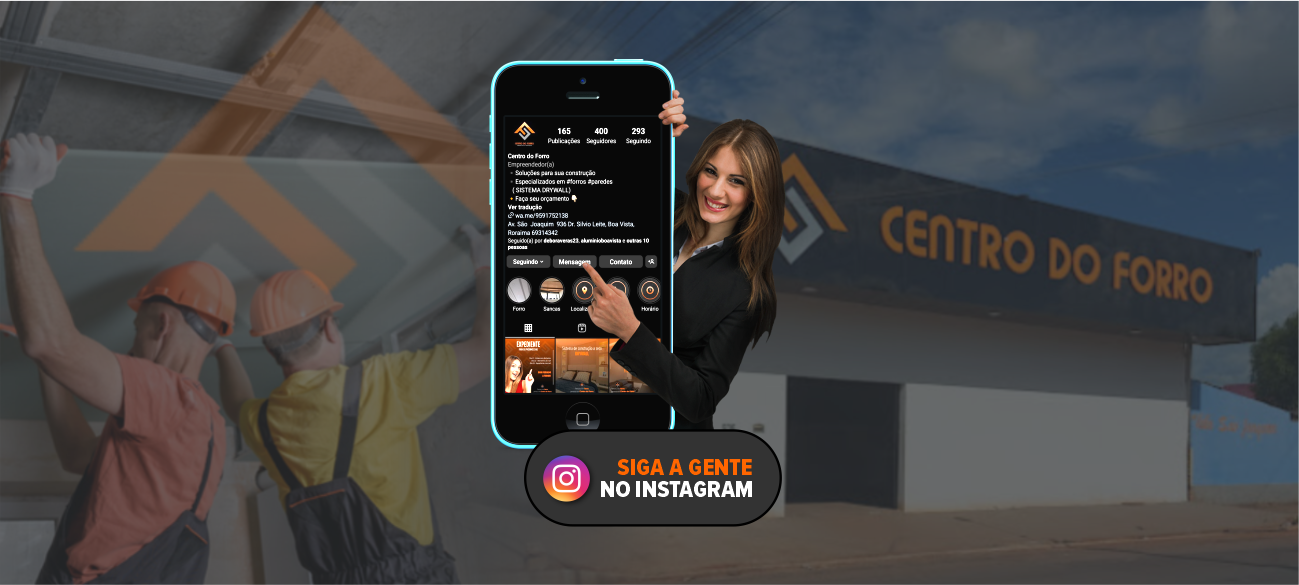 165 400 293
Publicações Seguidores Seguindo
Centro do Forro
Empreendedor(a)
Soluções para sua construção
Especializados em #forros #paredes
( SISTEMA DRYWALL)
Faça seu orçamento
Ver tradução
wa.me/9591752138
Av. São Joaquim 936 Dr. Silvio Leite, Boa Vista,
Roraima 69314342
Seguido(a) por deboraveras23, aluminioboavista e outras 10
pessoas
Seguindo Mensagem Contato
Forro Sancas Horário
EXPEDIENTE
CENTRO DO FORRO
SIGA A GENTE
NO INSTAGRAM